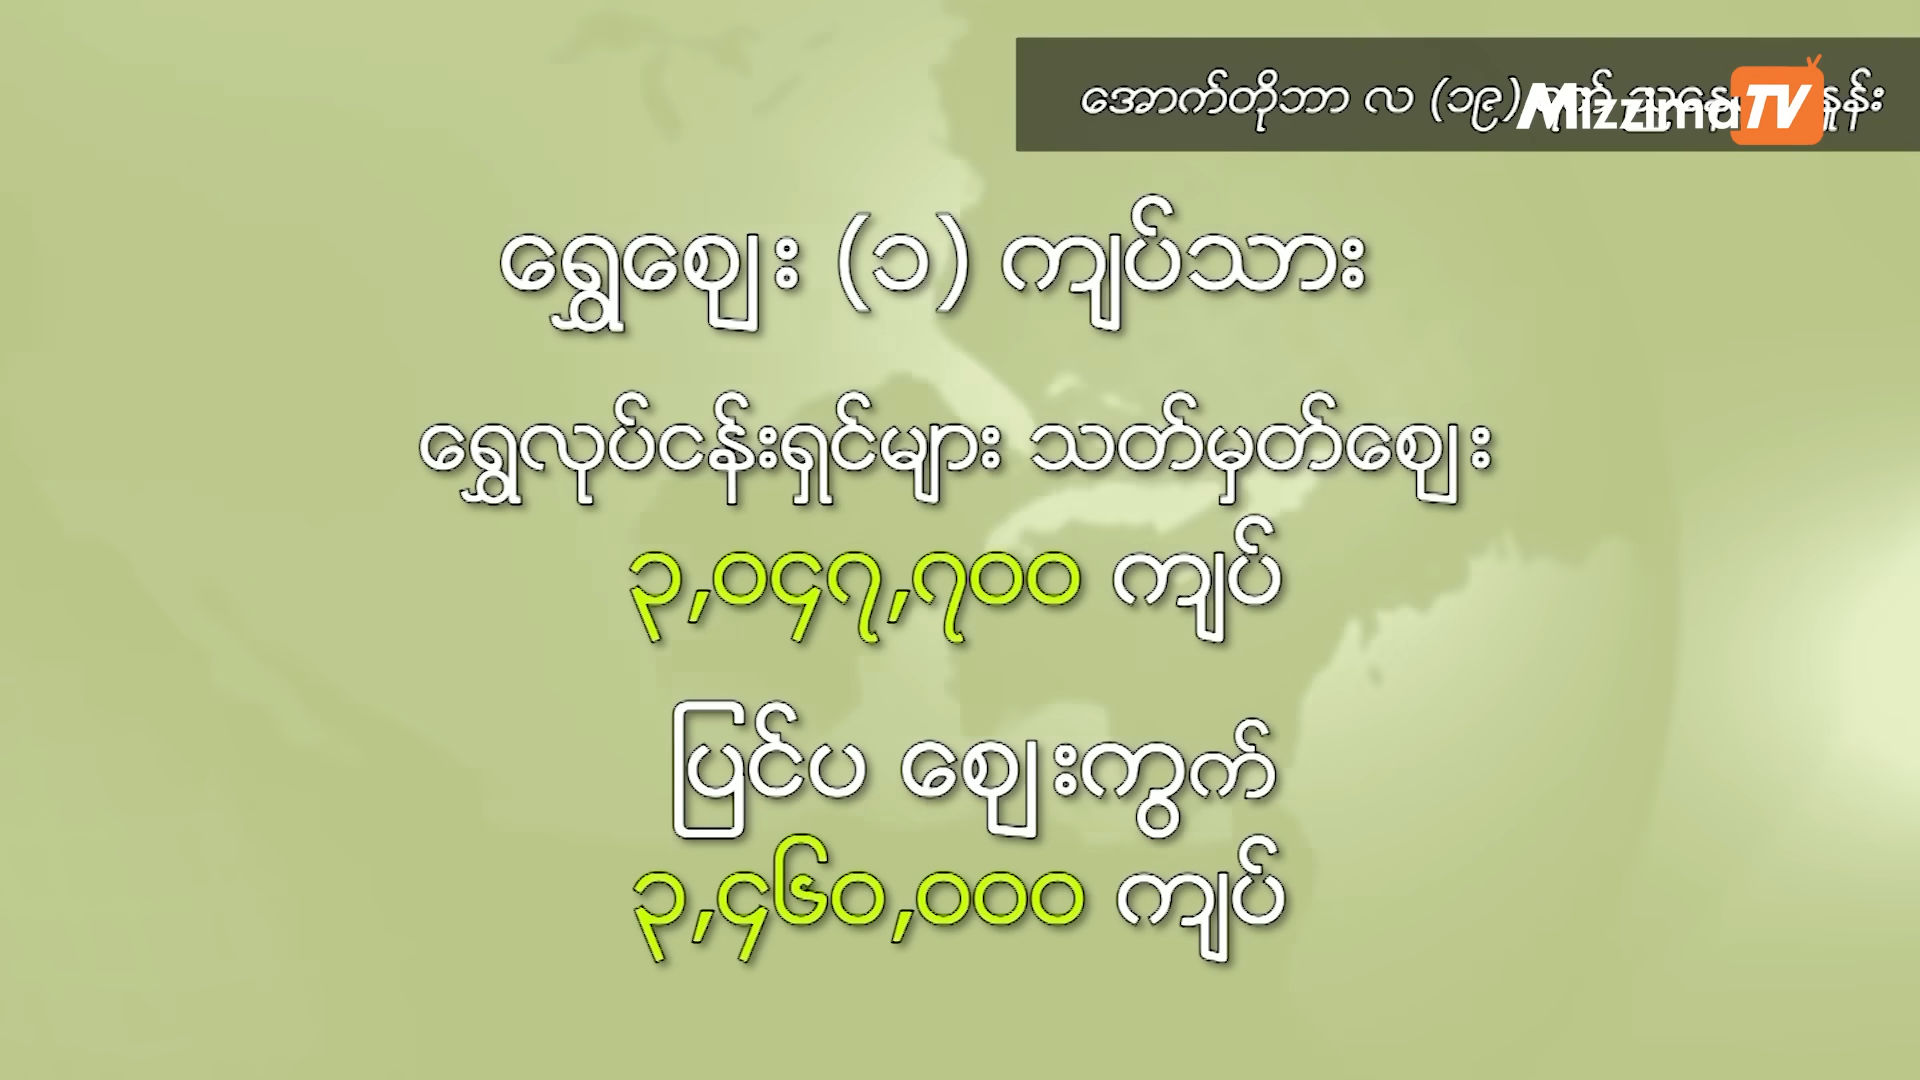 အောက်တိုဘာ လ (၁၉)
Mizzima TV
ရွှေဈေး (၁) ကျပ်သား
ရွှေလုပ်ငန်းရှင်များ သတ်မှတ်ဈေး
၃,၀၄၇,၇၀၀ ကျပ်
ပြင်ပ ဈေးကွက်
၃,၄၆၀,၀၀၀ ကျပ်